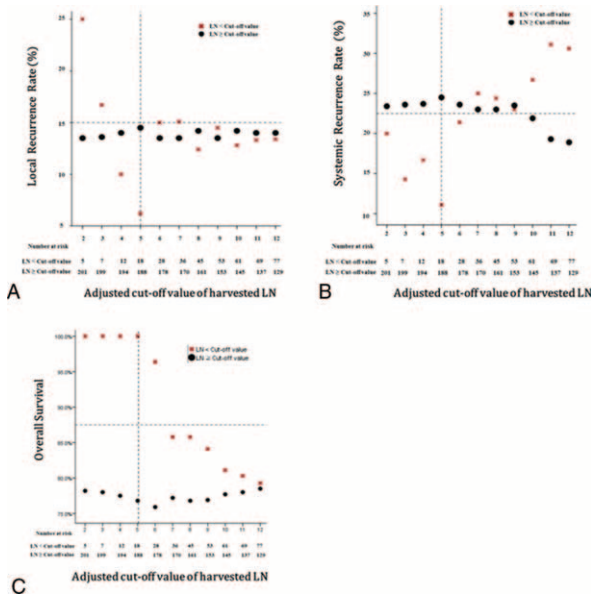 LN < Cut-off value
LN ≥ Cut-off value
Local Recurrence Rate (%)
25
20
15
10
5
2 3 4 5 6 7 8 9 10 11 12
Number at risk
LN < Cut-off value 5 7 12 18 28 36 45 53 61 69 77
LN ≥ Cut-off value 201 199 194 188 178 170 161 153 145 137 129
A
Adjusted cut-off value of harvested LN
LN < Cut-off value
LN ≥ Cut-off value
Systemic Recurrence Rate (%)
2 3 4 5 6 7 8 9 10 11 12
Number at risk
LN < Cut-off value 5 7 12 18 28 36 45 53 61 69 77
LN ≥ Cut-off value 201 199 194 188 178 170 161 153 145 137 129
B
Adjusted cut-off value of harvested LN
LN < Cut-off value
LN ≥ Cut-off value
Overall Survival
100.0%
2 3 4 5 6 7 8 9 10 11 12
Number at risk
LN < Cut-off value 5 7 12 18 28 36 45 53 61 69 77
LN ≥ Cut-off value 201 199 194 188 178 170 161 153 145 137 129
C
Adjusted cut-off value of harvested LN